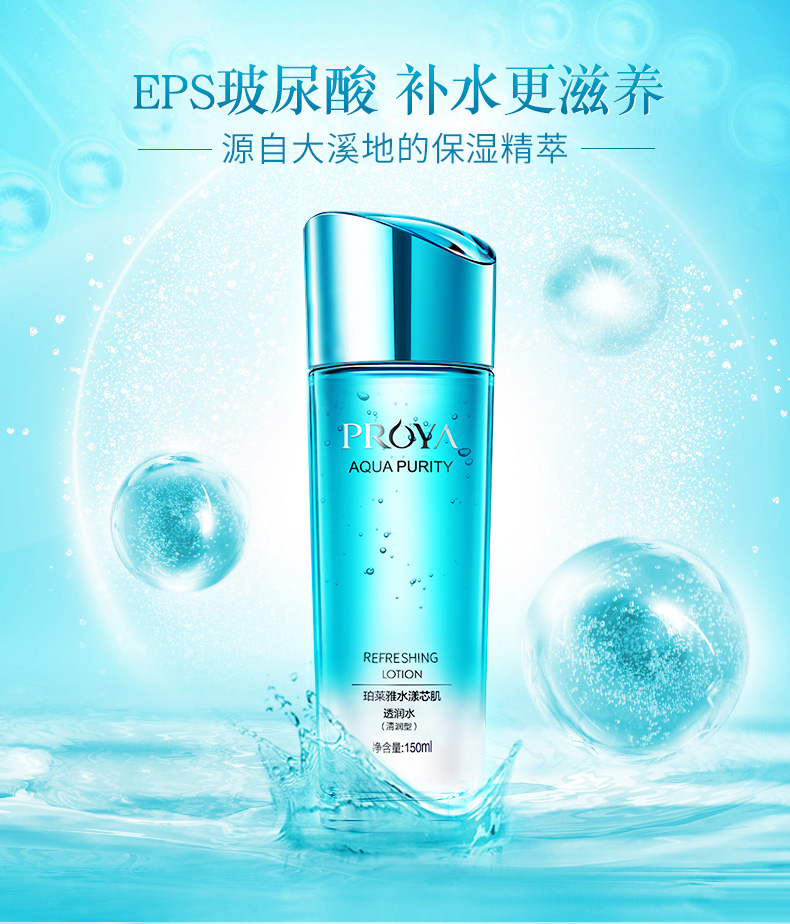 EPS玻尿酸 补水更滋养
源自大溪地的保湿精萃
PROYA
AQUA PURITY
REFRESHING
LOTION
珀莱雅水漾芯肌
透润水
（清润型）
净含量:150ml